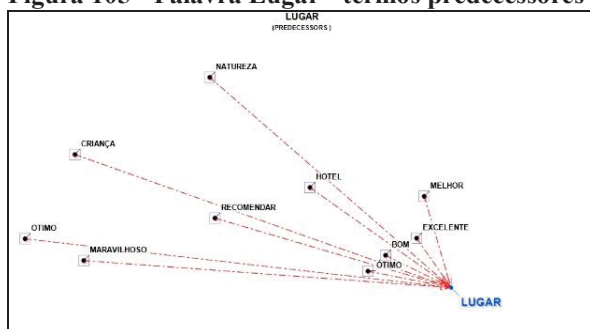 Figura 105 - Palavra Lugar - termos predecessores
LUGAR
(PREDECESSORS)
NATUREZA
CRIANÇA
HOTEL
MELHOR
RECOMENDAR
EXCELENTE
OTIMO
BOM
MARAVILHOSO
ÓTIMO
LUGAR